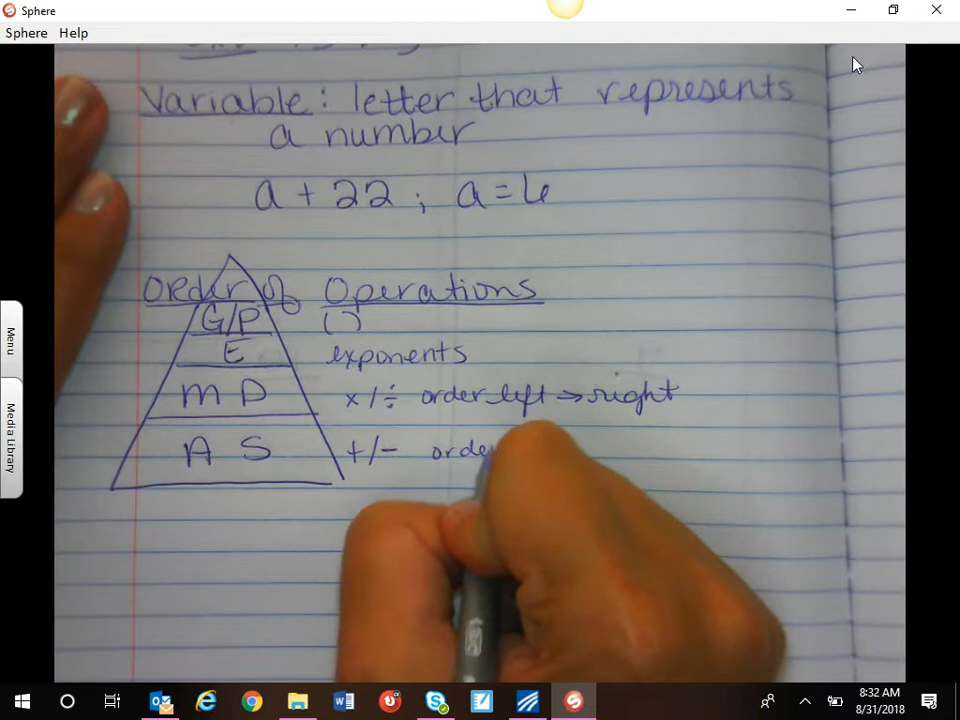 Sphere
Sphere Help
Variable: letter that represents
a number
a + 22 ; a = 6
Order of Operations
G/P ( )
E exponents
M D × / ÷ order left → right
A S + / − orde
Menu
Media Library
8:32 AM
8/31/2018